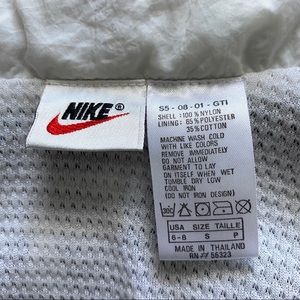 NIKE®
S5-08-01-GTI
SHELL: 100% NYLON
LINING: 65% POLYESTER
35% COTTON
MACHINE WASH COLD
WITH LIKE COLORS
REMOVE IMMEDIATELY
DO NOT ALLOW
GARMENT TO LAY
ON ITSELF WHEN WET
TUMBLE DRY LOW
COOL IRON
(DO NOT IRON DESIGN)
USA SIZE TAILLE
6-8 S P
MADE IN THAILAND
RN# 56323